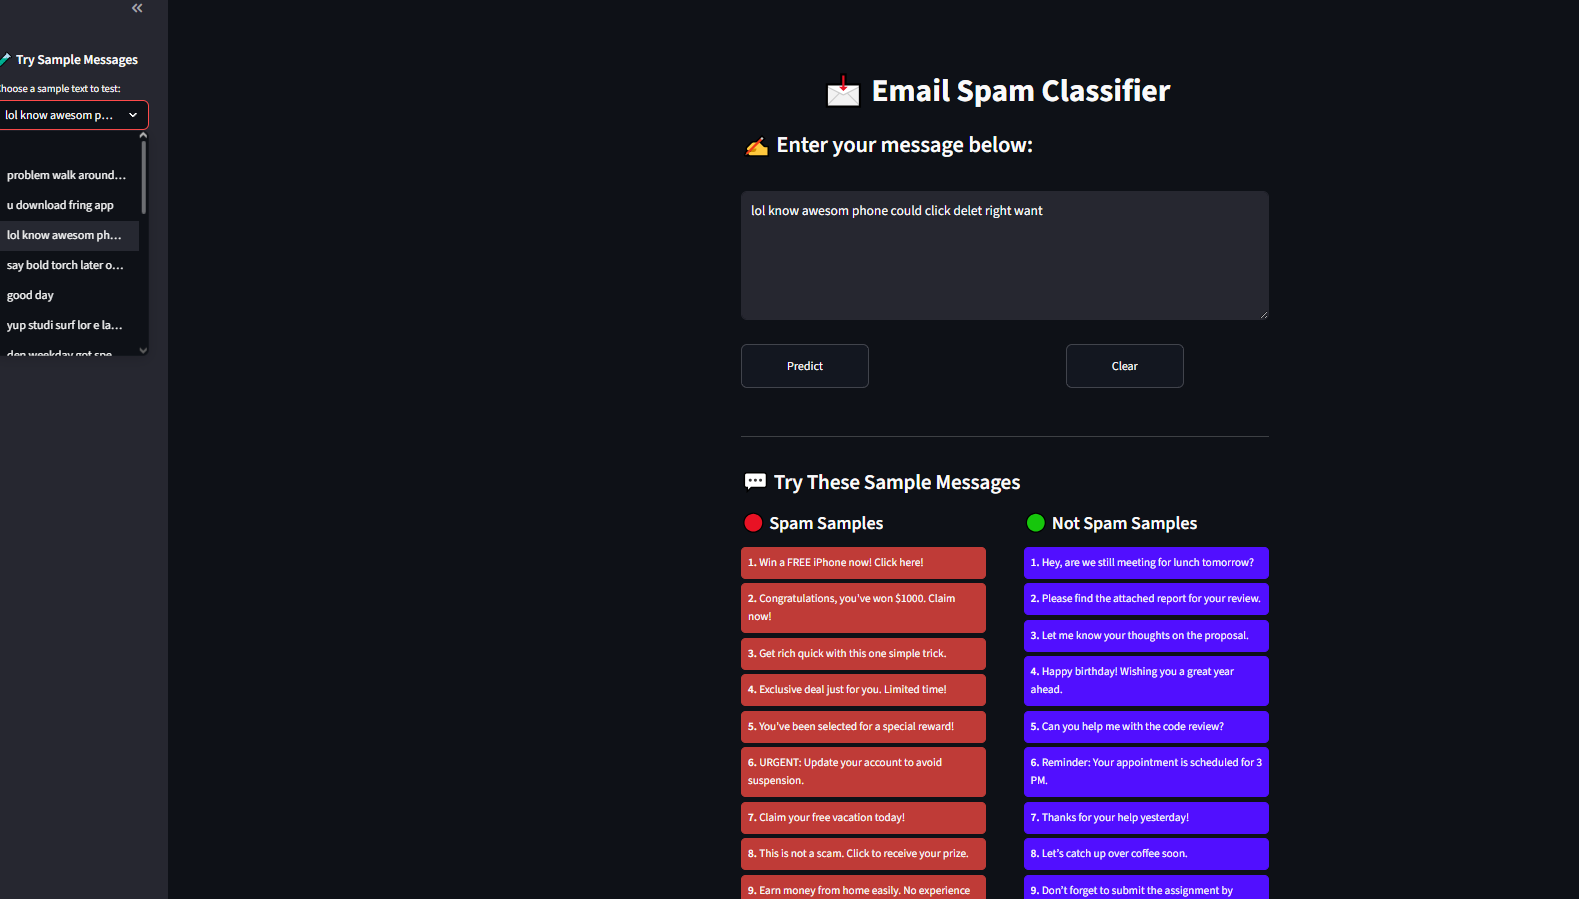 Try Sample Messages
Choose a sample text to test:
lol know awesom p...
problem walk around...
u download fring app
lol know awesom ph...
say bold torch later o...
good day
yup studi surf lor e la...
den weekday got spe
Email Spam Classifier
Enter your message below:
lol know awesom phone could click delet right want
Predict
Clear
Try These Sample Messages
Spam Samples
1. Win a FREE iPhone now! Click here!
2. Congratulations, you've won $1000. Claim
now!
3. Get rich quick with this one simple trick.
4. Exclusive deal just for you. Limited time!
5. You've been selected for a special reward!
6. URGENT: Update your account to avoid
suspension.
7. Claim your free vacation today!
8. This is not a scam. Click to receive your prize.
9. Earn money from home easily. No experience
Not Spam Samples
1. Hey, are we still meeting for lunch tomorrow?
2. Please find the attached report for your review.
3. Let me know your thoughts on the proposal.
4. Happy birthday! Wishing you a great year
ahead.
5. Can you help me with the code review?
6. Reminder: Your appointment is scheduled for 3
PM.
7. Thanks for your help yesterday!
8. Let's catch up over coffee soon.
9. Don't forget to submit the assignment by